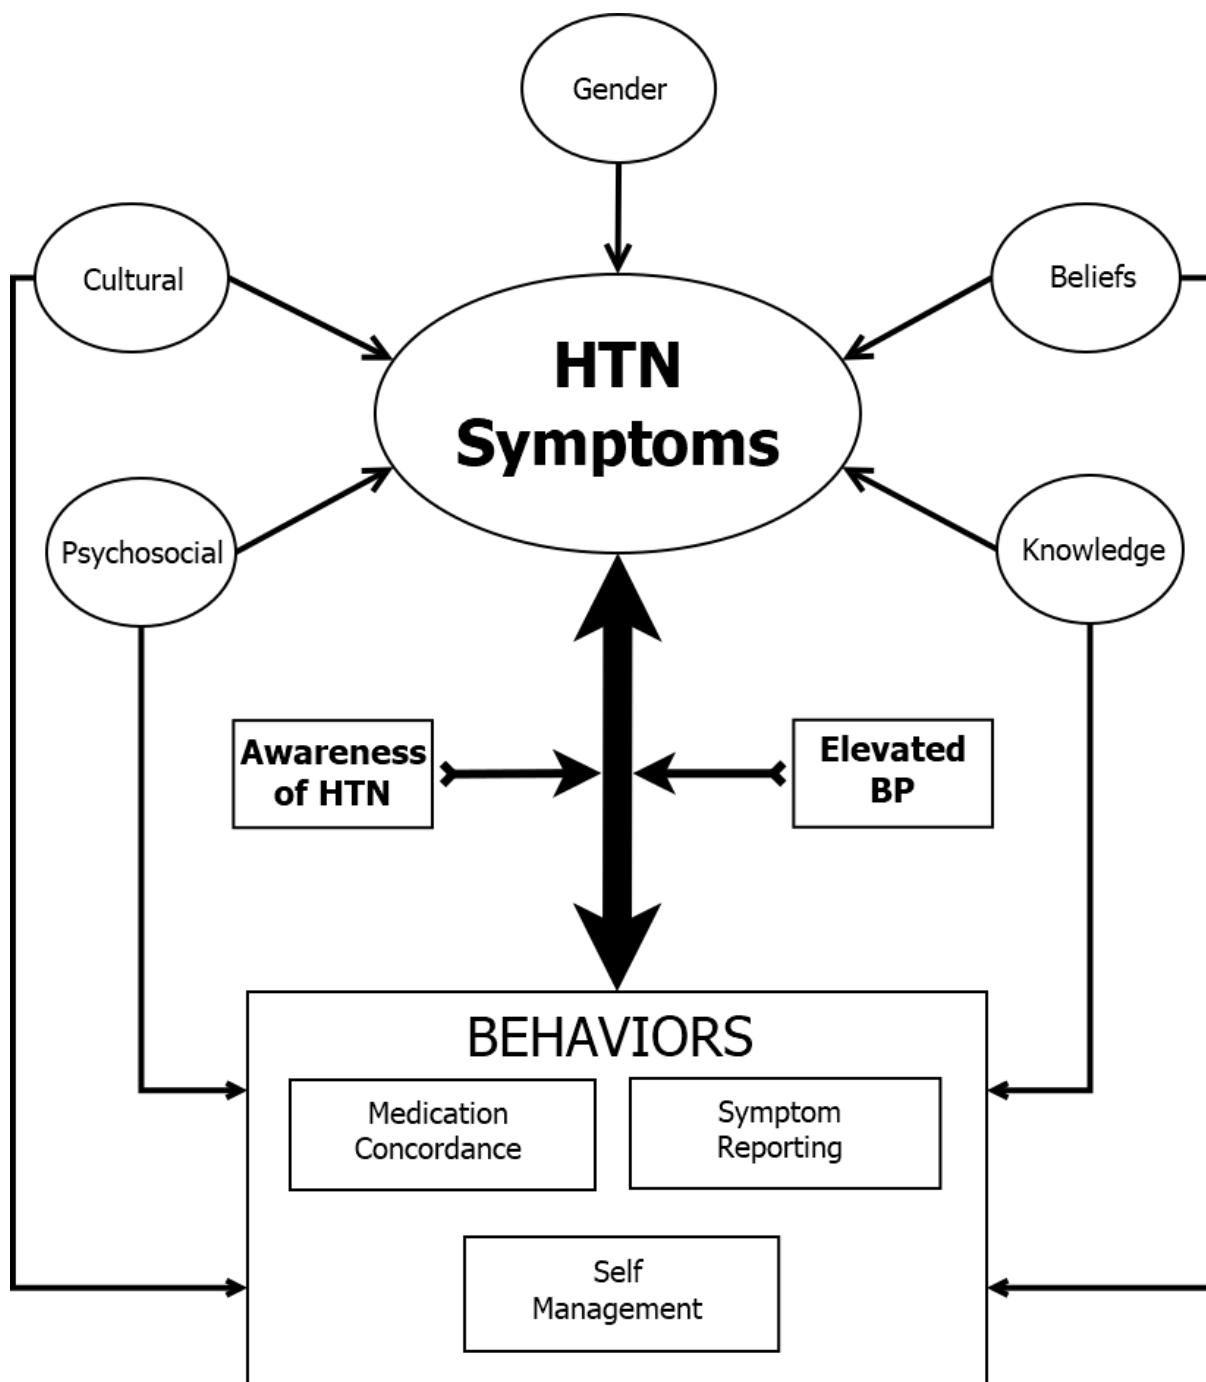 Gender
Cultural
Beliefs
HTN
Symptoms
Psychosocial
Knowledge
Awareness
of HTN
Elevated
BP
BEHAVIORS
Medication
Concordance
Symptom
Reporting
Self
Management